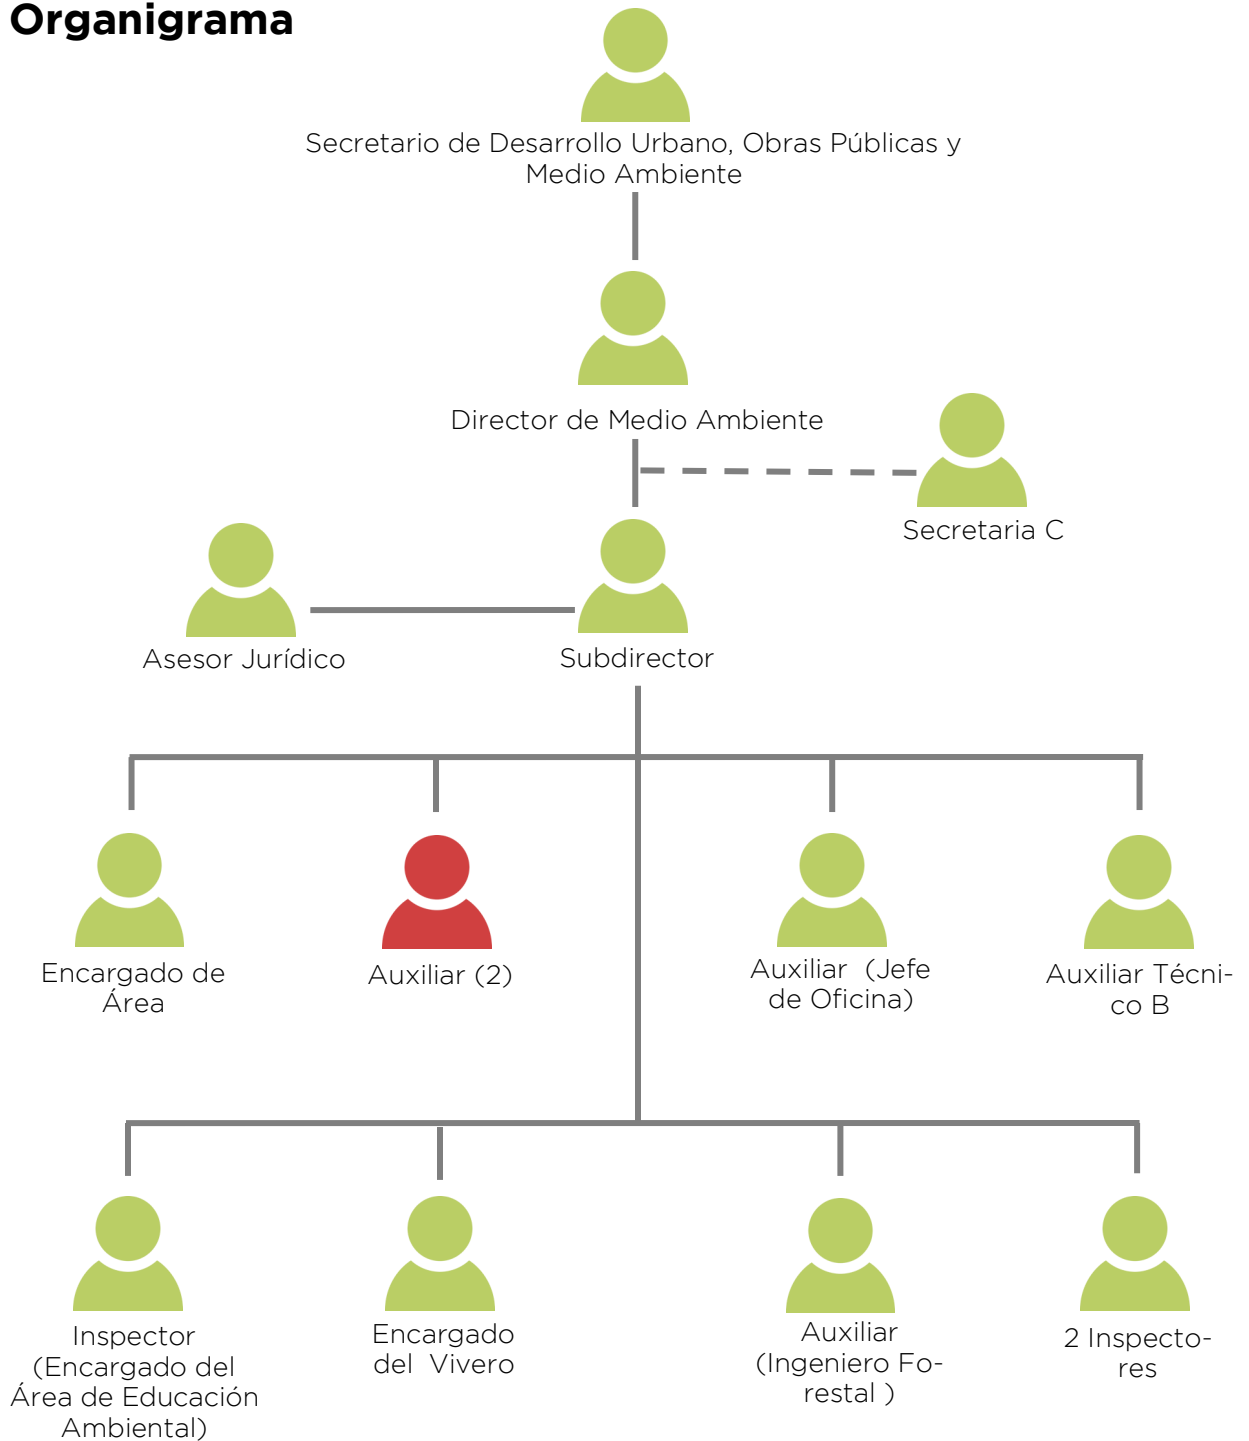 Organigrama
Secretario de Desarrollo Urbano, Obras Públicas y
Medio Ambiente
Director de Medio Ambiente
Secretaria C
Asesor Jurídico
Subdirector
Encargado de
Área
Auxiliar (2)
Auxiliar (Jefe
de Oficina)
Auxiliar Técni-
co B
Inspector
(Encargado del
Área de Educación
Ambiental)
Encargado
del Vivero
Auxiliar
(Ingeniero Fo-
restal )
2 Inspecto-
res